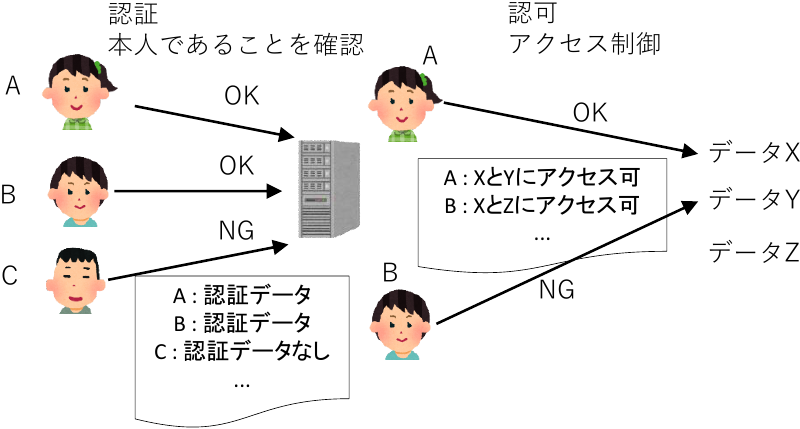 認証
本人であることを確認
A
OK
B
OK
C
NG
A : 認証データ
B : 認証データ
C : 認証データなし
...
認可
アクセス制御
A
OK
データX
A : XとYにアクセス可
B : XとZにアクセス可
...
データY
データZ
B
NG